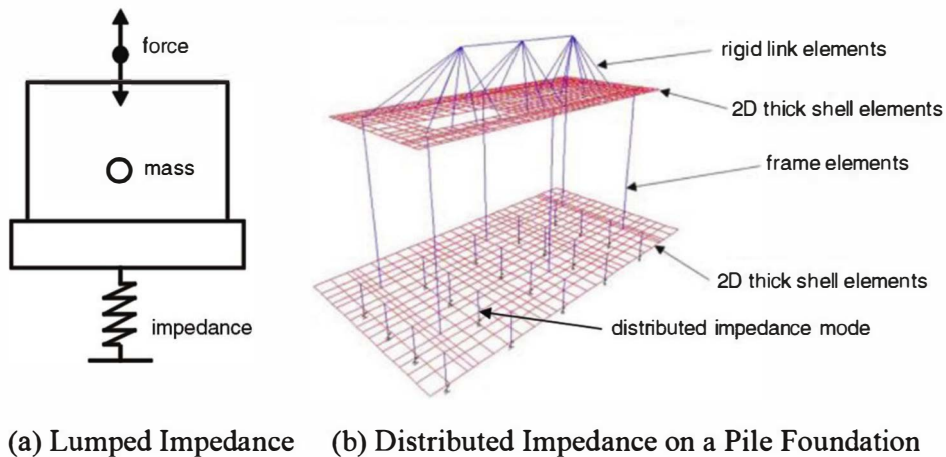 force
mass
impedance
rigid link elements
2D thick shell elements
frame elements
2D thick shell elements
distributed impedance mode
(a) Lumped Impedance
(b) Distributed Impedance on a Pile Foundation